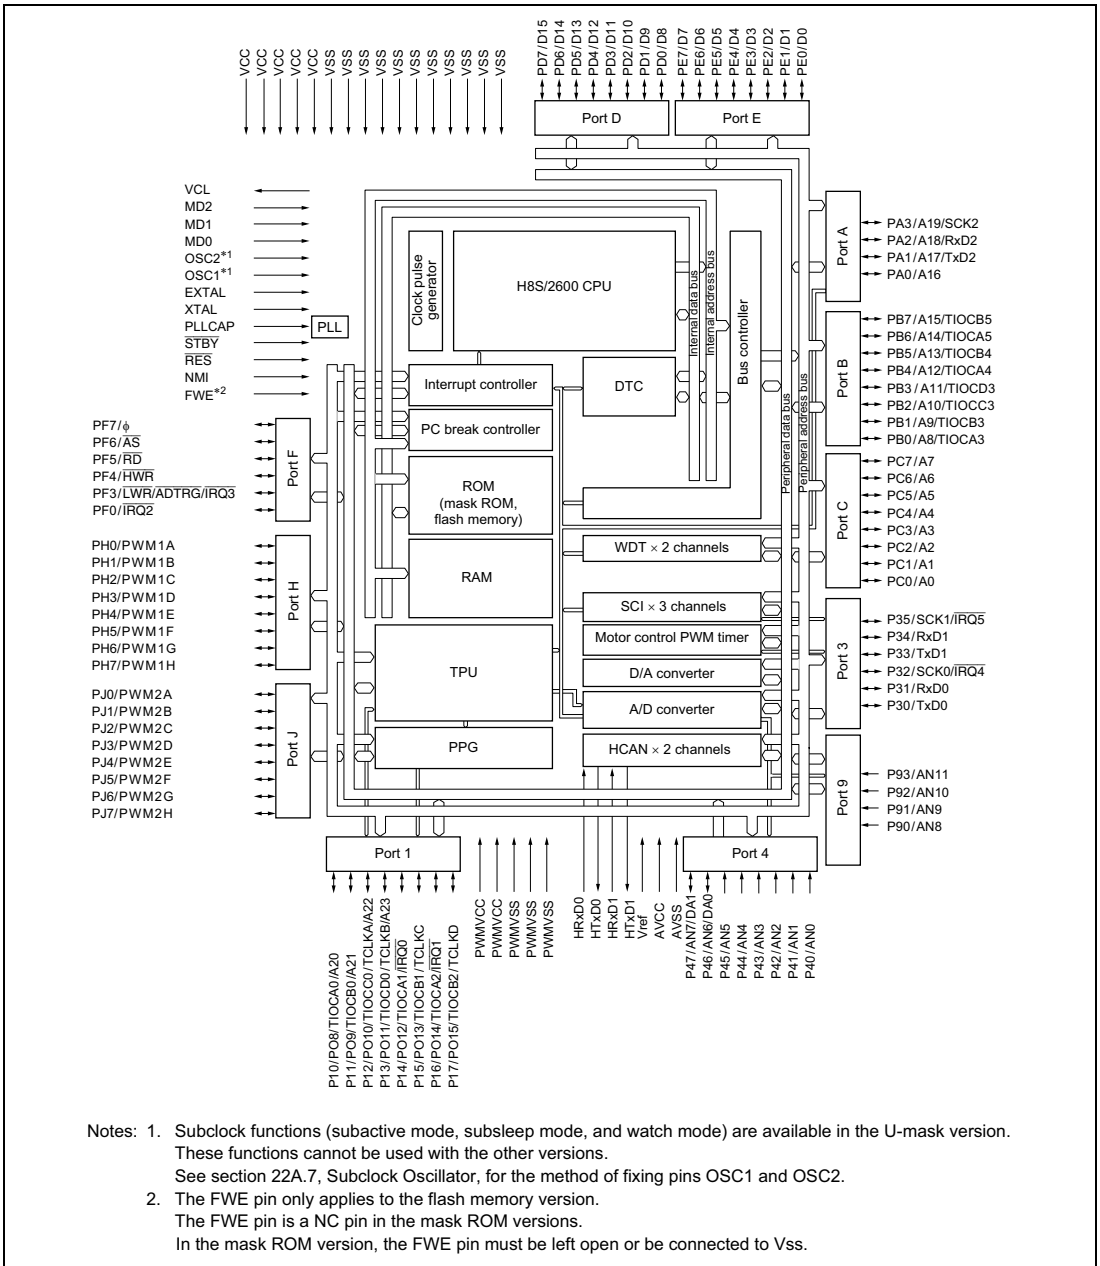 VCC
VCC
VCC
VCC
VCC
VSS
VSS
VSS
VSS
VSS
VSS
VSS
VSS
VSS
VSS
VSS
PD7/D15
PD6/D14
PD5/D13
PD4/D12
PD3/D11
PD2/D10
PD1/D9
PD0/D8
PE7/D7
PE6/D6
PE5/D5
PE4/D4
PE3/D3
PE2/D2
PE1/D1
PE0/D0
Port D
Port E
VCL
MD2
MD1
MD0
OSC2*1
OSC1*1
EXTAL
XTAL
PLLCAP
STBY
RES
NMI
FWE*2
PLL
Clock pulse
generator
H8S/2600 CPU
Internal data bus
Internal address bus
Bus controller
Peripheral data bus
Peripheral address bus
Interrupt controller
DTC
PC break controller
ROM
(mask ROM,
flash memory)
RAM
TPU
PPG
WDT × 2 channels
SCI × 3 channels
Motor control PWM timer
D/A converter
A/D converter
HCAN × 2 channels
Port A
PA3/A19/SCK2
PA2/A18/RxD2
PA1/A17/TxD2
PA0/A16
Port B
PB7/A15/TIOCB5
PB6/A14/TIOCA5
PB5/A13/TIOCB4
PB4/A12/TIOCA4
PB3/A11/TIOCD3
PB2/A10/TIOCC3
PB1/A9/TIOCB3
PB0/A8/TIOCA3
Port C
PC7/A7
PC6/A6
PC5/A5
PC4/A4
PC3/A3
PC2/A2
PC1/A1
PC0/A0
Port 3
P35/SCK1/IRQ5
P34/RxD1
P33/TxD1
P32/SCK0/IRQ4
P31/RxD0
P30/TxD0
Port 9
P93/AN11
P92/AN10
P91/AN9
P90/AN8
PF7/ϕ
PF6/AS
PF5/RD
PF4/HWR
PF3/LWR/ADTRG/IRQ3
PF0/IRQ2
Port F
PH0/PWM1A
PH1/PWM1B
PH2/PWM1C
PH3/PWM1D
PH4/PWM1E
PH5/PWM1F
PH6/PWM1G
PH7/PWM1H
Port H
PJ0/PWM2A
PJ1/PWM2B
PJ2/PWM2C
PJ3/PWM2D
PJ4/PWM2E
PJ5/PWM2F
PJ6/PWM2G
PJ7/PWM2H
Port J
Port 1
Port 4
P10/PO8/TIOCA0/A20
P11/PO9/TIOCB0/A21
P12/PO10/TIOCC0/TCLKA/A22
P13/PO11/TIOCD0/TCLKB/A23
P14/PO12/TIOCA1/IRQ0
P15/PO13/TIOCB1/TCLKC
P16/PO14/TIOCA2/IRQ1
P17/PO15/TIOCB2/TCLKD
PWMVCC
PWMVCC
PWMVSS
PWMVSS
PWMVSS
HRxD0
HTxD0
HRxD1
HTxD1
Vref
AVCC
AVSS
P47/AN7/DA1
P46/AN6/DA0
P45/AN5
P44/AN4
P43/AN3
P42/AN2
P41/AN1
P40/AN0
Notes: 1. Subclock functions (subactive mode, subsleep mode, and watch mode) are available in the U-mask version.
These functions cannot be used with the other versions.
See section 22A.7, Subclock Oscillator, for the method of fixing pins OSC1 and OSC2.
2. The FWE pin only applies to the flash memory version.
The FWE pin is a NC pin in the mask ROM versions.
In the mask ROM version, the FWE pin must be left open or be connected to Vss.